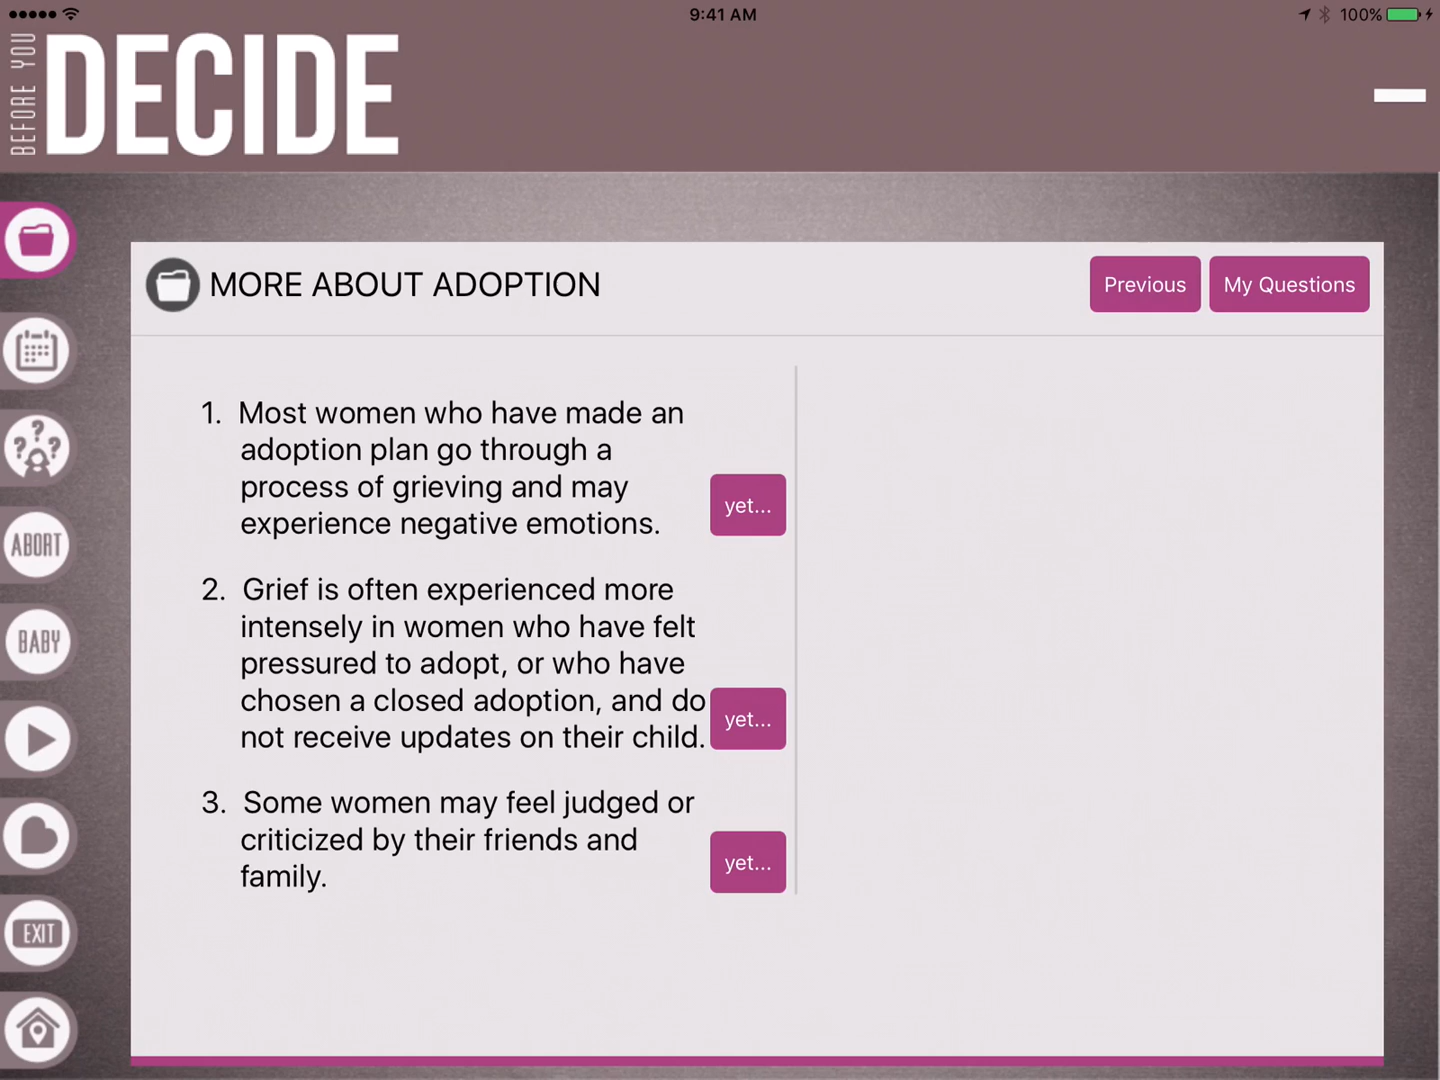 9:41 AM
100%
BEFORE YOU
DECIDE
MORE ABOUT ADOPTION
Previous
My Questions
1. Most women who have made an
adoption plan go through a
process of grieving and may
experience negative emotions.
yet...
2. Grief is often experienced more
intensely in women who have felt
pressured to adopt, or who have
chosen a closed adoption, and do
not receive updates on their child.
yet...
3. Some women may feel judged or
criticized by their friends and
family.
yet...
? ? ?
ABORT
BABY
EXIT